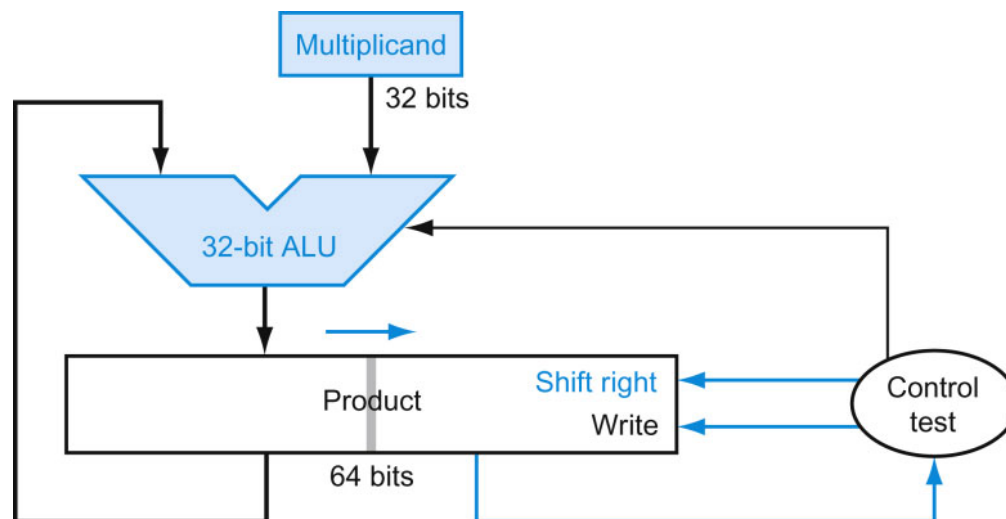 Multiplicand
32 bits
32-bit ALU
Shift right
Product
Write
64 bits
Control
test